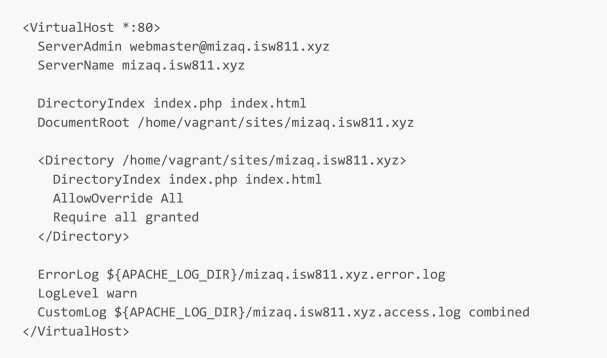 <VirtualHost *:80>
  ServerAdmin webmaster@mizaq.isw811.xyz
  ServerName mizaq.isw811.xyz

  DirectoryIndex index.php index.html
  DocumentRoot /home/vagrant/sites/mizaq.isw811.xyz

  <Directory /home/vagrant/sites/mizaq.isw811.xyz>
    DirectoryIndex index.php index.html
    AllowOverride All
    Require all granted
  </Directory>

  ErrorLog ${APACHE_LOG_DIR}/mizaq.isw811.xyz.error.log
  LogLevel warn
  CustomLog ${APACHE_LOG_DIR}/mizaq.isw811.xyz.access.log combined
</VirtualHost>